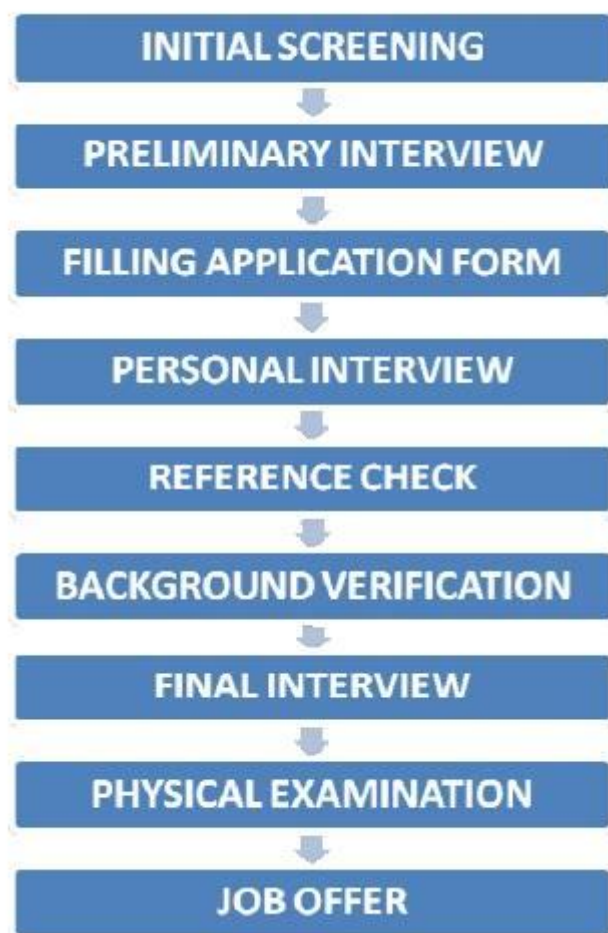 INITIAL SCREENING
PRELIMINARY INTERVIEW
FILLING APPLICATION FORM
PERSONAL INTERVIEW
REFERENCE CHECK
BACKGROUND VERIFICATION
FINAL INTERVIEW
PHYSICAL EXAMINATION
JOB OFFER